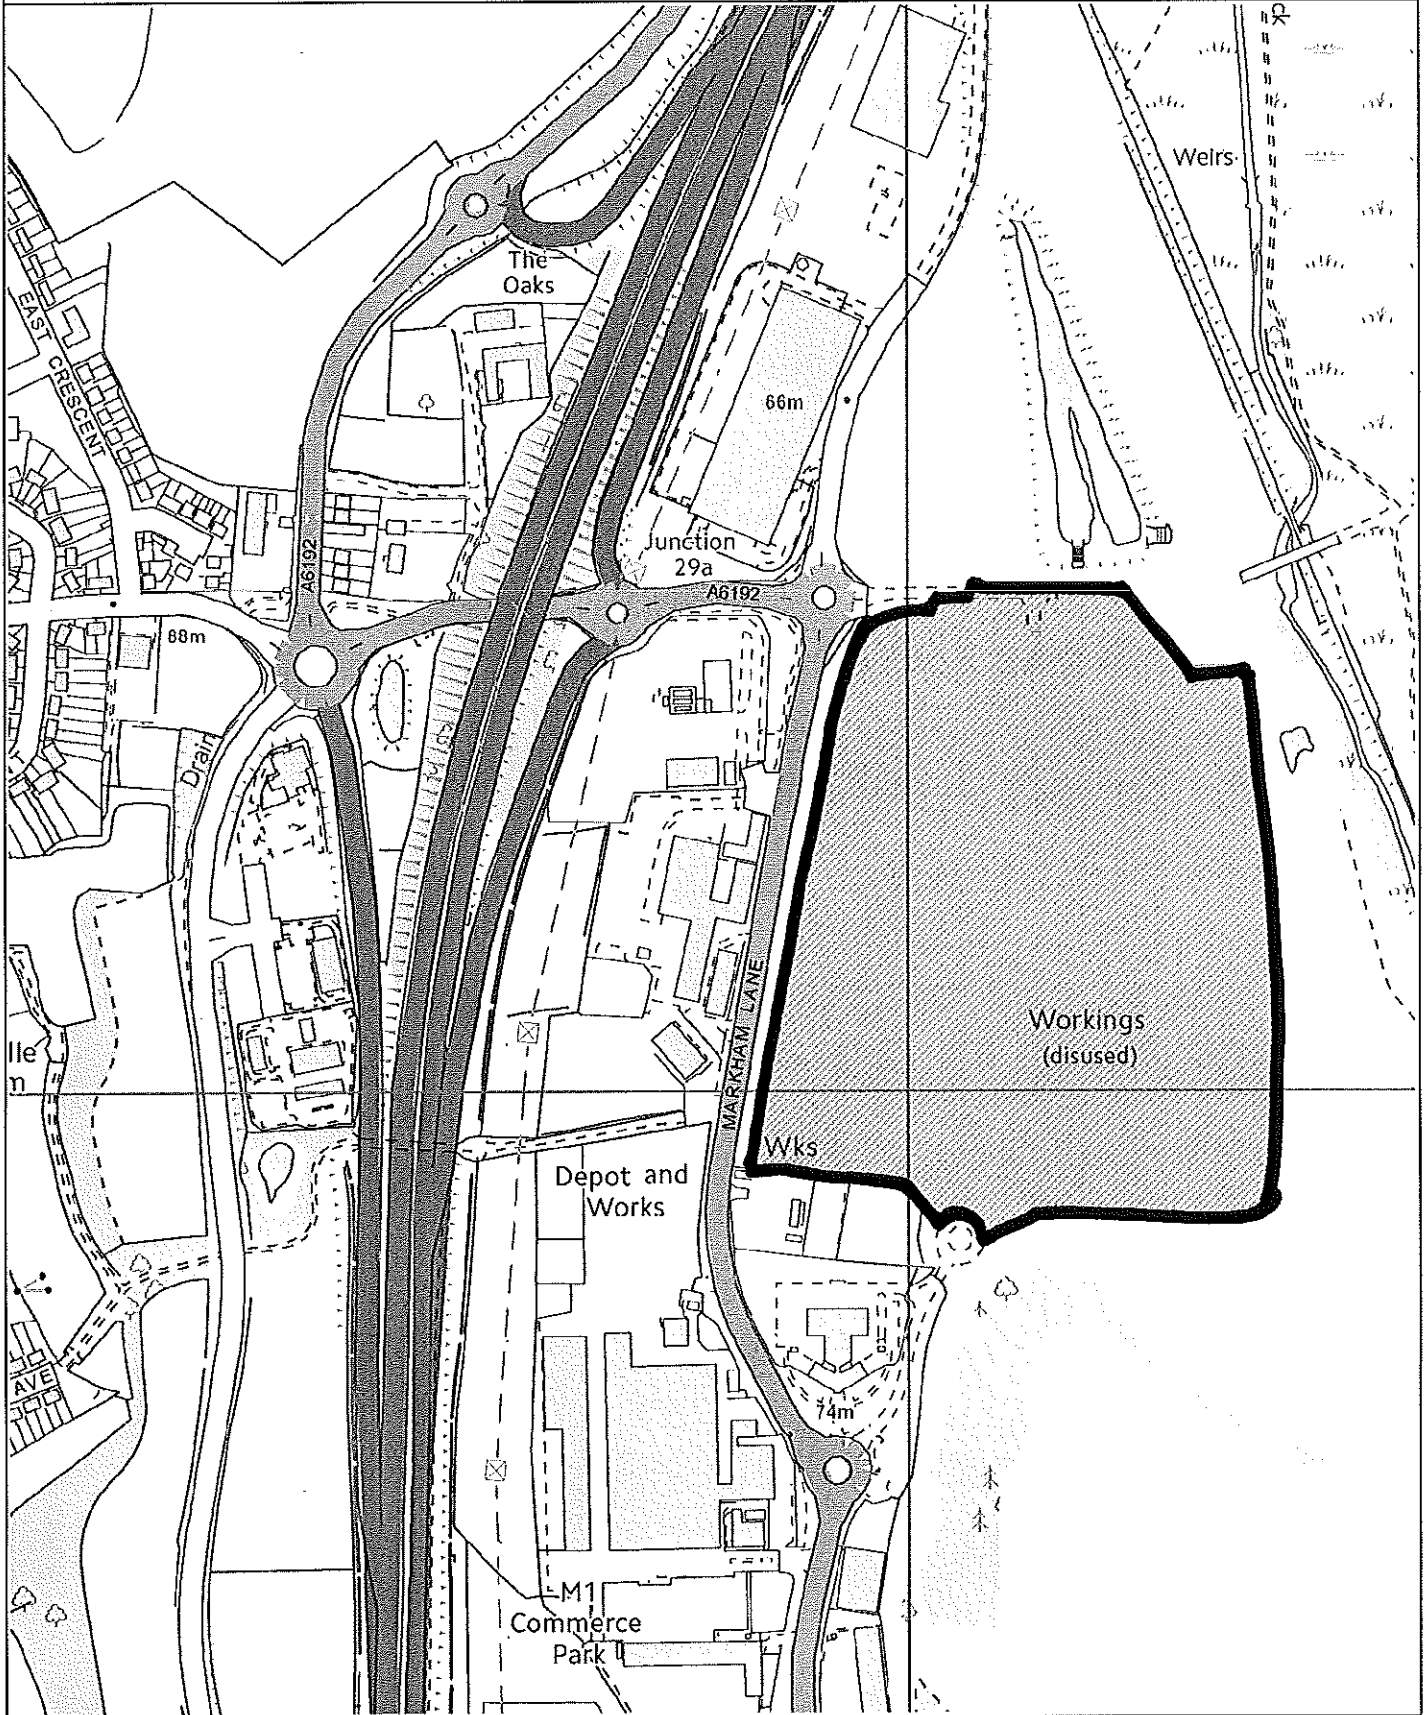 ck
Weirs
The
Oaks
EAST CRESCENT
66m
A6192
Junction
29a
A6192
68m
Drain
MARKHAM LANE
Workings
(disused)
lle
m
Wks
Depot and
Works
AVE
74m
M1
Commerce
Park